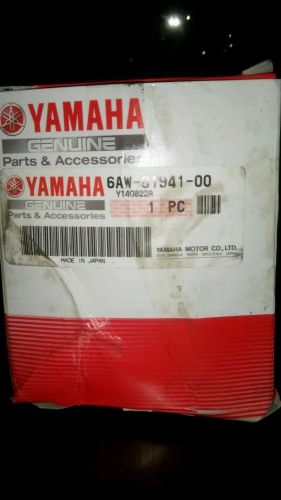 YAMAHA
GENUINE
Parts & Accessories
YAMAHA 6AW-81941-00
GENUINE Y140822A
Parts & Accessories 1 PC
MADE IN JAPAN
YAMAHA MOTOR CO., LTD.